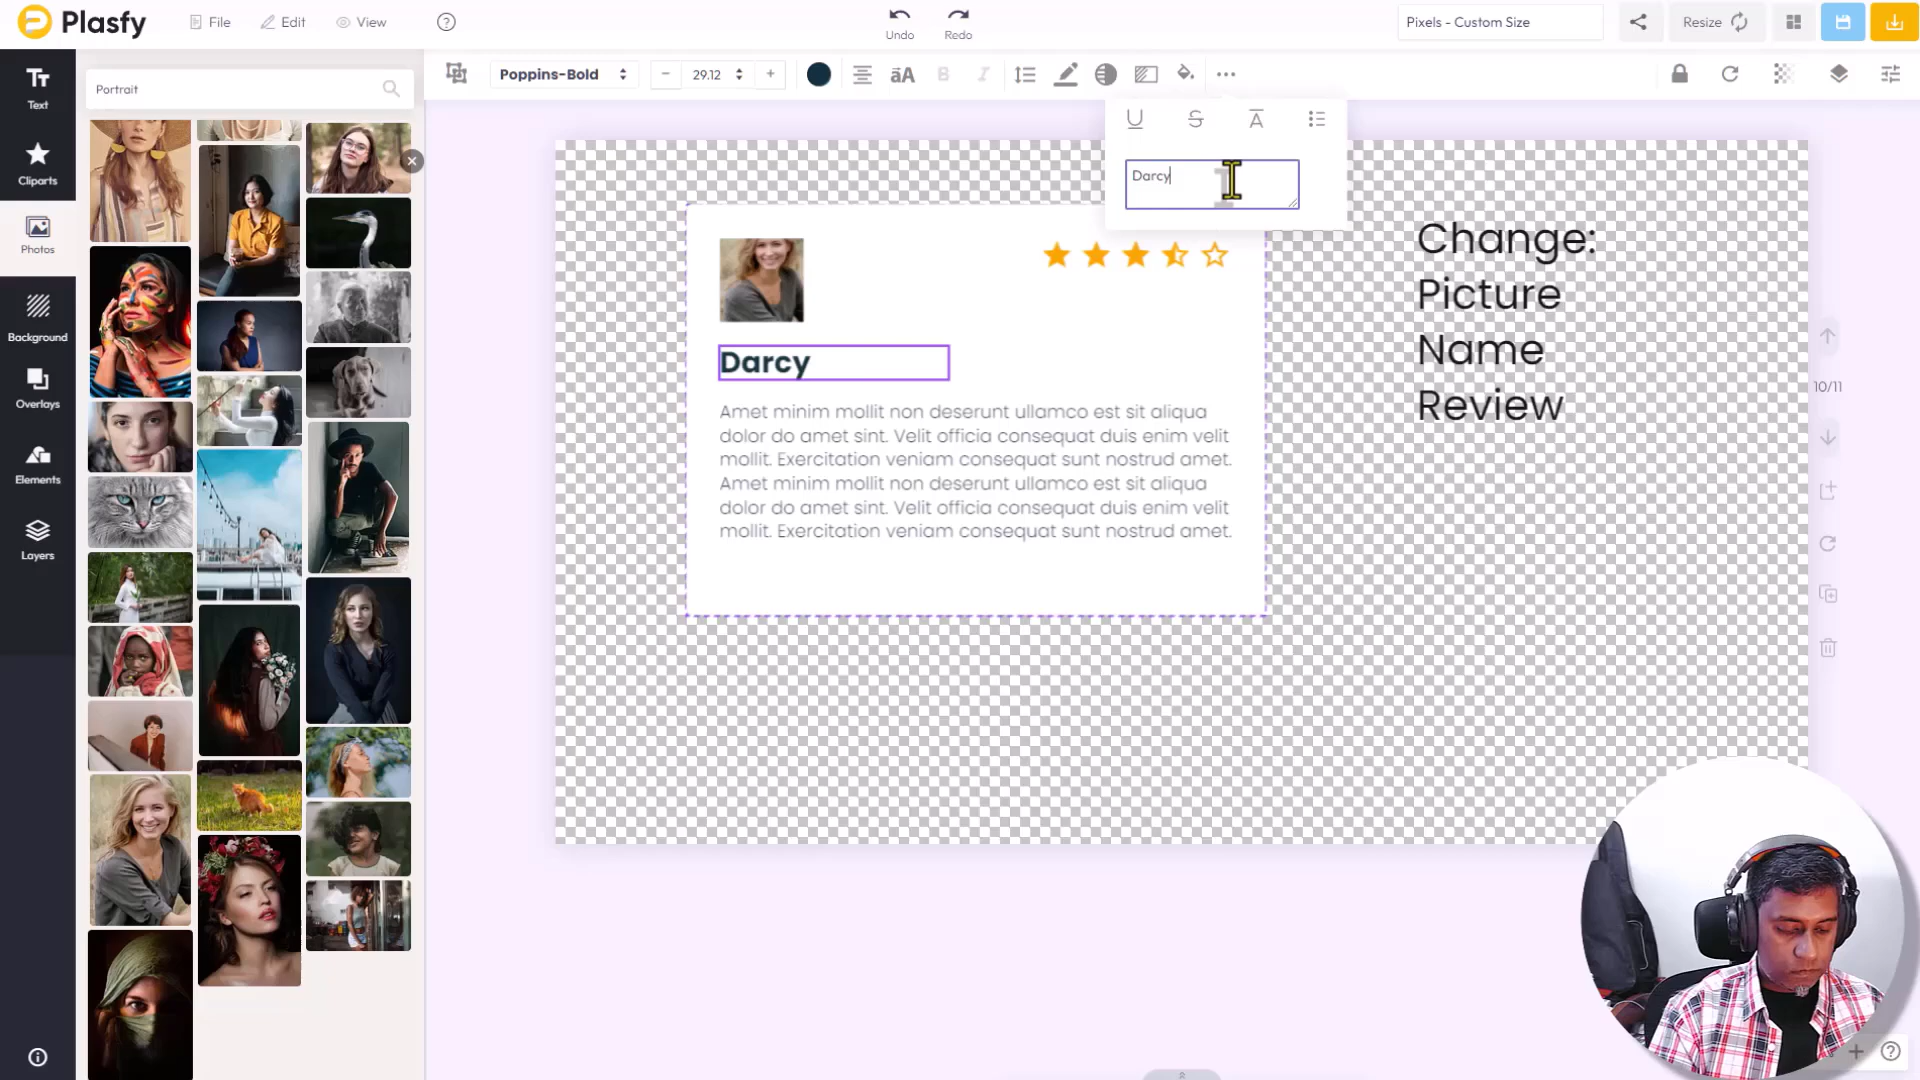 Plasfy
File
Edit
View
Undo
Redo
Pixels - Custom Size
Resize
Text
Portrait
Poppins-Bold
29.12
Cliparts
Darcy
Photos
Change:
Picture
Name
Review
Background
Darcy
10/11
Overlays
Amet minim mollit non deserunt ullamco est sit aliqua
dolor do amet sint. Velit officia consequat duis enim velit
mollit. Exercitation veniam consequat sunt nostrud amet.
Amet minim mollit non deserunt ullamco est sit aliqua
dolor do amet sint. Velit officia consequat duis enim velit
mollit. Exercitation veniam consequat sunt nostrud amet.
Elements
Layers